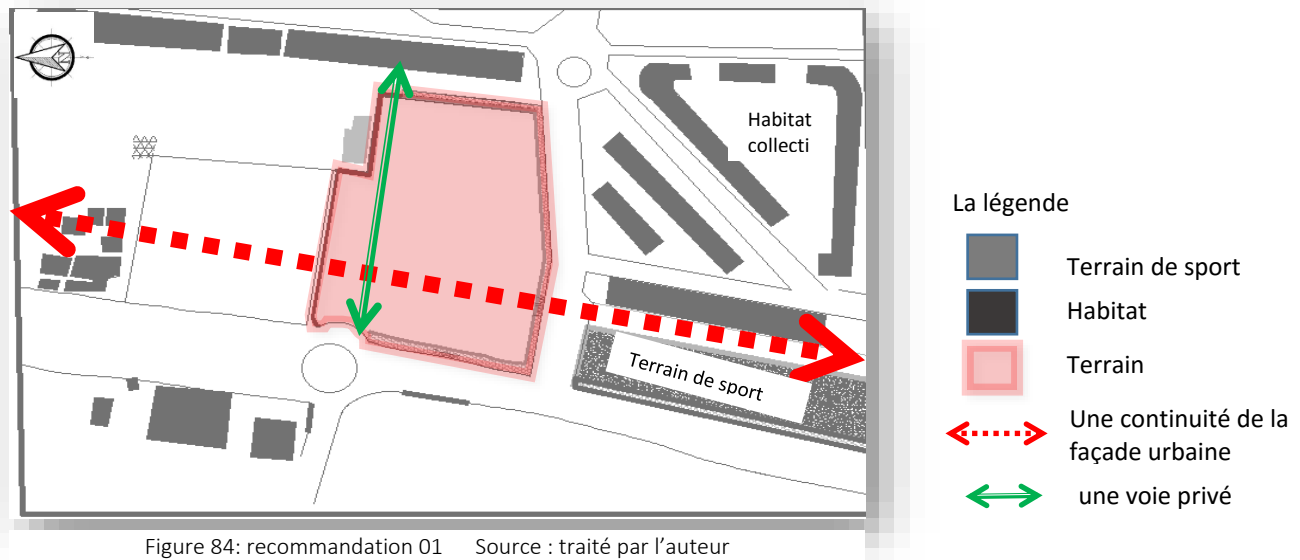 Habitat
collecti
Terrain de sport
La légende
Terrain de sport
Habitat
Terrain
Une continuité de la
façade urbaine
une voie privé
Figure 84: recommandation 01 Source : traité par l’auteur